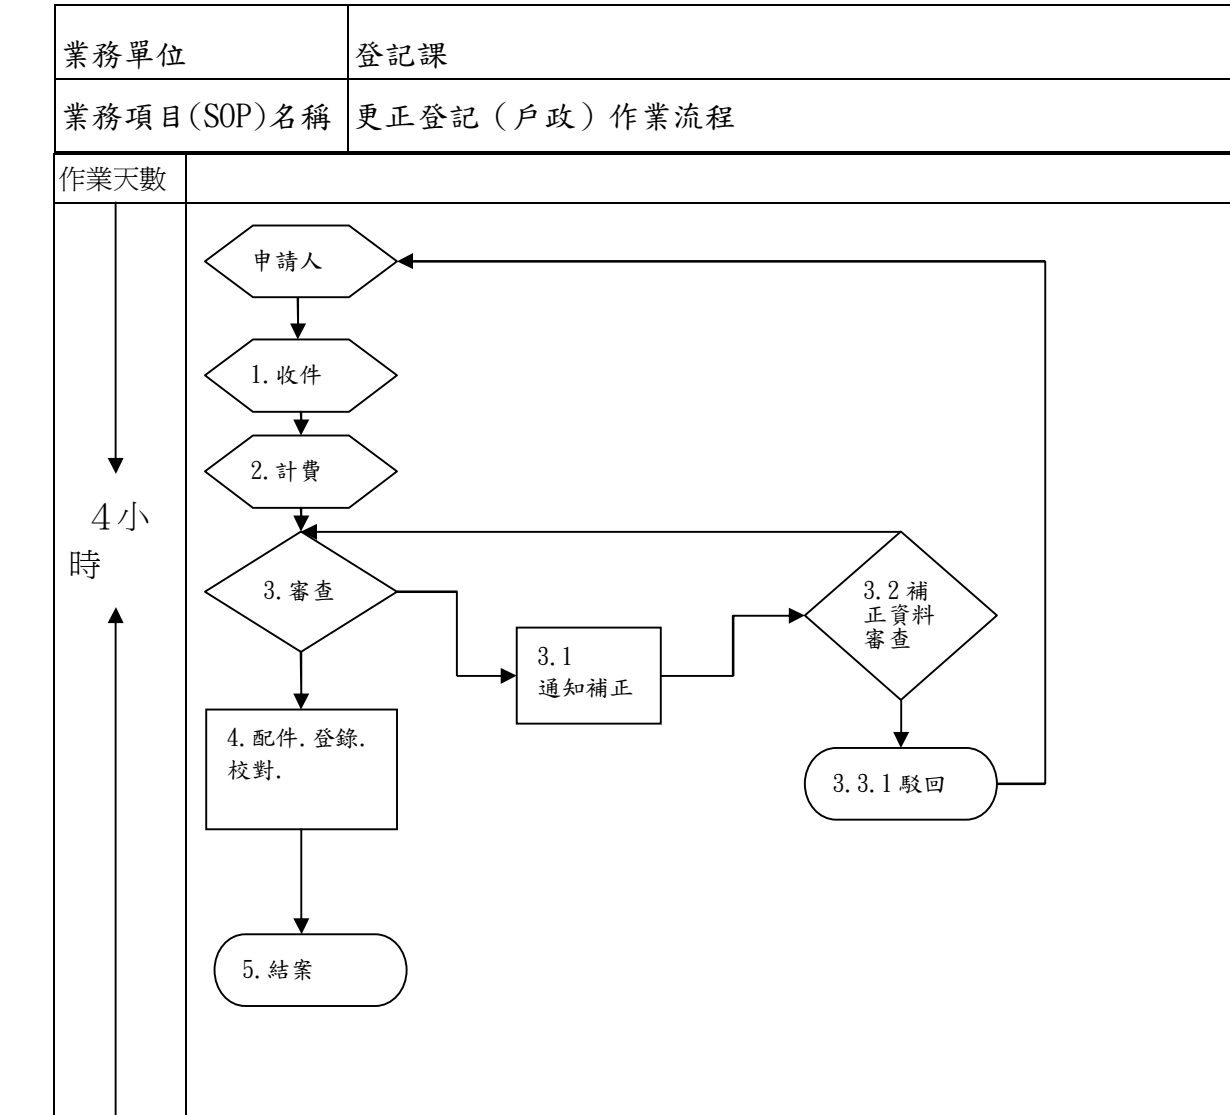 業務單位
登記課
業務項目(SOP)名稱
更正登記（戶政）作業流程
作業天數
申請人
1.收件
2.計費
4小
時
3.審查
3.1
通知補正
3.2補
正資料
審查
4.配件.登錄.
校對.
3.3.1駁回
5.結案